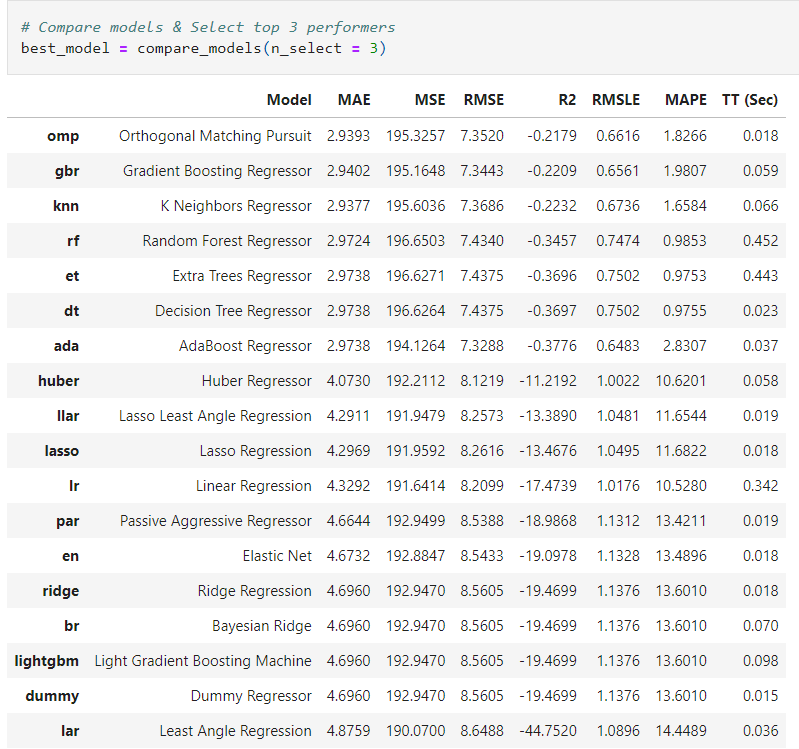 # Compare models & Select top 3 performers
best_model = compare_models(n_select = 3)
Model MAE MSE RMSE R2 RMSLE MAPE TT (Sec)
omp Orthogonal Matching Pursuit 2.9393 195.3257 7.3520 -0.2179 0.6616 1.8266 0.018
gbr Gradient Boosting Regressor 2.9402 195.1648 7.3443 -0.2209 0.6561 1.9807 0.059
knn K Neighbors Regressor 2.9377 195.6036 7.3686 -0.2232 0.6736 1.6584 0.066
rf Random Forest Regressor 2.9724 196.6503 7.4340 -0.3457 0.7474 0.9853 0.452
et Extra Trees Regressor 2.9738 196.6271 7.4375 -0.3696 0.7502 0.9753 0.443
dt Decision Tree Regressor 2.9738 196.6264 7.4375 -0.3697 0.7502 0.9755 0.023
ada AdaBoost Regressor 2.9738 194.1264 7.3288 -0.3776 0.6483 2.8307 0.037
huber Huber Regressor 4.0730 192.2112 8.1219 -11.2192 1.0022 10.6201 0.058
llar Lasso Least Angle Regression 4.2911 191.9479 8.2573 -13.3890 1.0481 11.6544 0.019
lasso Lasso Regression 4.2969 191.9592 8.2616 -13.4676 1.0495 11.6822 0.018
lr Linear Regression 4.3292 191.6414 8.2099 -17.4739 1.0176 10.5280 0.342
par Passive Aggressive Regressor 4.6644 192.9499 8.5388 -18.9868 1.1312 13.4211 0.019
en Elastic Net 4.6732 192.8847 8.5433 -19.0978 1.1328 13.4896 0.018
ridge Ridge Regression 4.6960 192.9470 8.5605 -19.4699 1.1376 13.6010 0.018
br Bayesian Ridge 4.6960 192.9470 8.5605 -19.4699 1.1376 13.6010 0.070
lightgbm Light Gradient Boosting Machine 4.6960 192.9470 8.5605 -19.4699 1.1376 13.6010 0.098
dummy Dummy Regressor 4.6960 192.9470 8.5605 -19.4699 1.1376 13.6010 0.015
lar Least Angle Regression 4.8759 190.0700 8.6488 -44.7520 1.0896 14.4489 0.036